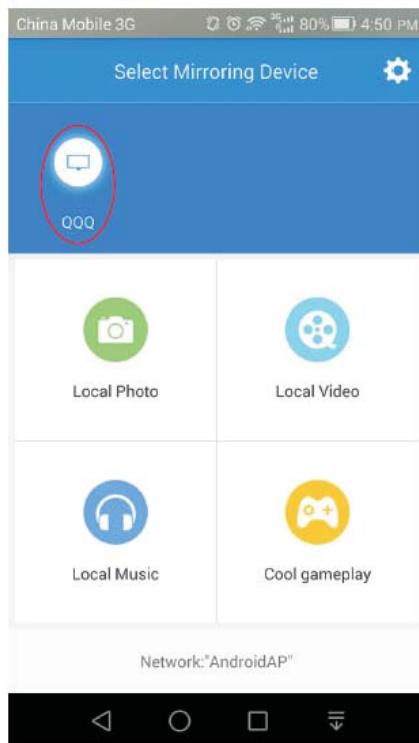 China Mobile 3G 3G 80% 4:50 PM
Select Mirroring Device
QQQ
Local Photo
Local Video
Local Music
Cool gameplay
Network:"AndroidAP"